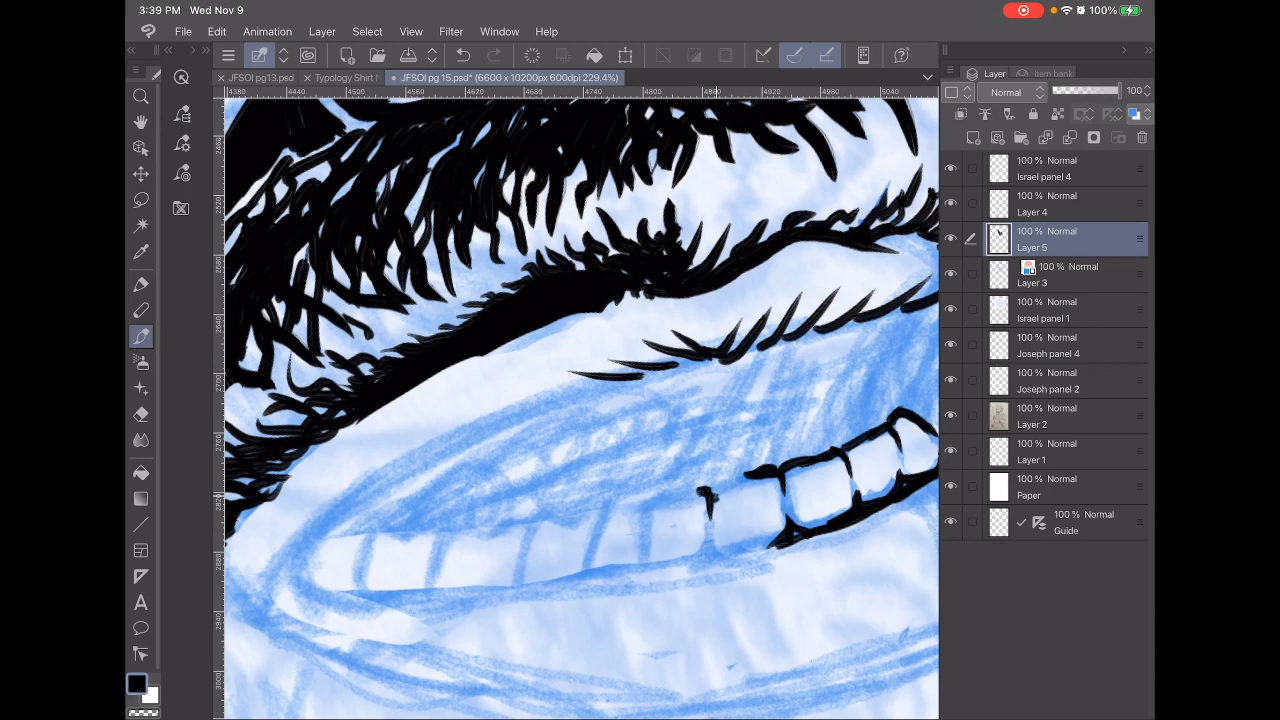 3:39 PM Wed Nov 9
100%
File Edit Animation Layer Select View Filter Window Help
JFSOI pg13.psd
Typology Shirt
JFSOI pg 15.psd* (6600 x 10200px 600dpi 229.4%)
Layer
Item bank
4380 4440 4500 4560 4620 4680 4740 4800 4860 4920 4980 5040
Normal
100
100 % Normal
Israel panel 4
100 % Normal
Layer 4
100 % Normal
Layer 5
100 % Normal
Layer 3
100 % Normal
Israel panel 1
100 % Normal
Joseph panel 4
100 % Normal
Joseph panel 2
100 % Normal
Layer 2
100 % Normal
Layer 1
100 % Normal
Paper
100 % Normal
Guide